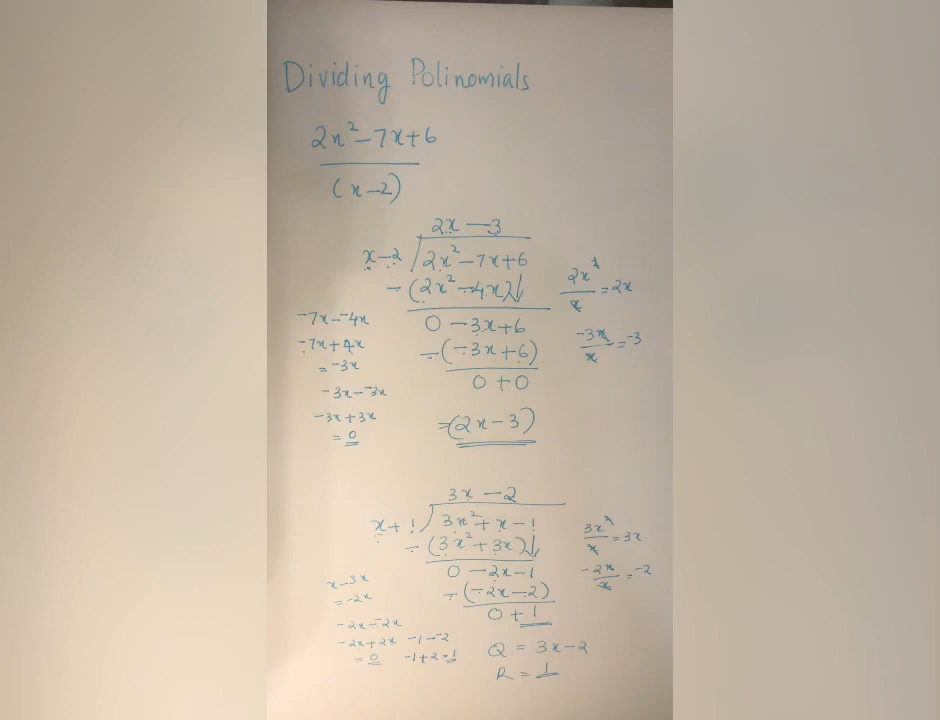 Dividing Polinomials
2x² - 7x + 6
(x - 2)
2x - 3
x - 2 2x² - 7x + 6
- (2x² - 4x) ↓
2x²/x = 2x
-7x - -4x
0 - 3x + 6
-3x/x = -3
-7x + 4x
- (-3x + 6)
= -3x
0 + 0
-3x - -3x
-3x + 3x
= (2x - 3)
= 0
3x - 2
x + 1 3x² + x - 1
- (3x² + 3x) ↓
3x²/x = 3x
0 - 2x - 1
-2x/x = -2
x - 3x
- (-2x - 2)
= -2x
0 + 1
-2x - -2x
-2x + 2x -1 - -2
Q = 3x - 2
= 0 -1 + 2 = 1
R = 1